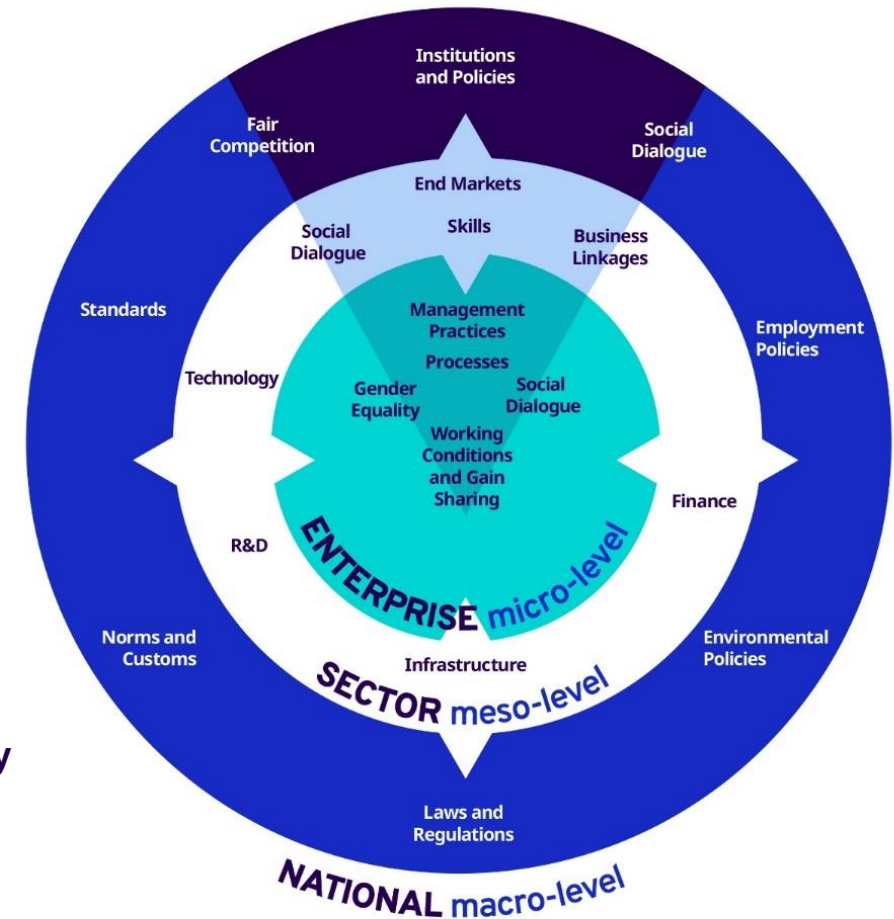 Institutions
and Policies
Fair
Competition
Social
Dialogue
End Markets
Skills
Social
Dialogue
Business
Linkages
Standards
Management
Practices
Employment
Policies
Processes
Technology
Gender
Equality
Social
Dialogue
Working
Conditions
and Gain
Sharing
Finance
R&D
ENTERPRISE micro-level
Norms and
Customs
Environmental
Policies
Infrastructure
SECTOR meso-level
y
Laws and
Regulations
NATIONAL macro-level